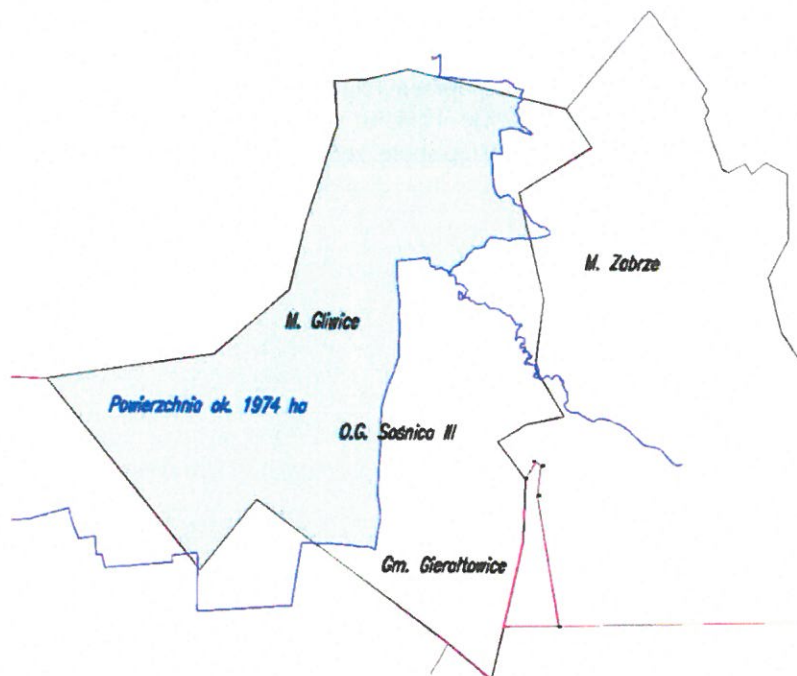 M. Zabrze
M. Gliwice
Powierzchnia ok. 1974 ha
O.G. Sośnica III
Gm. Gierałtowice